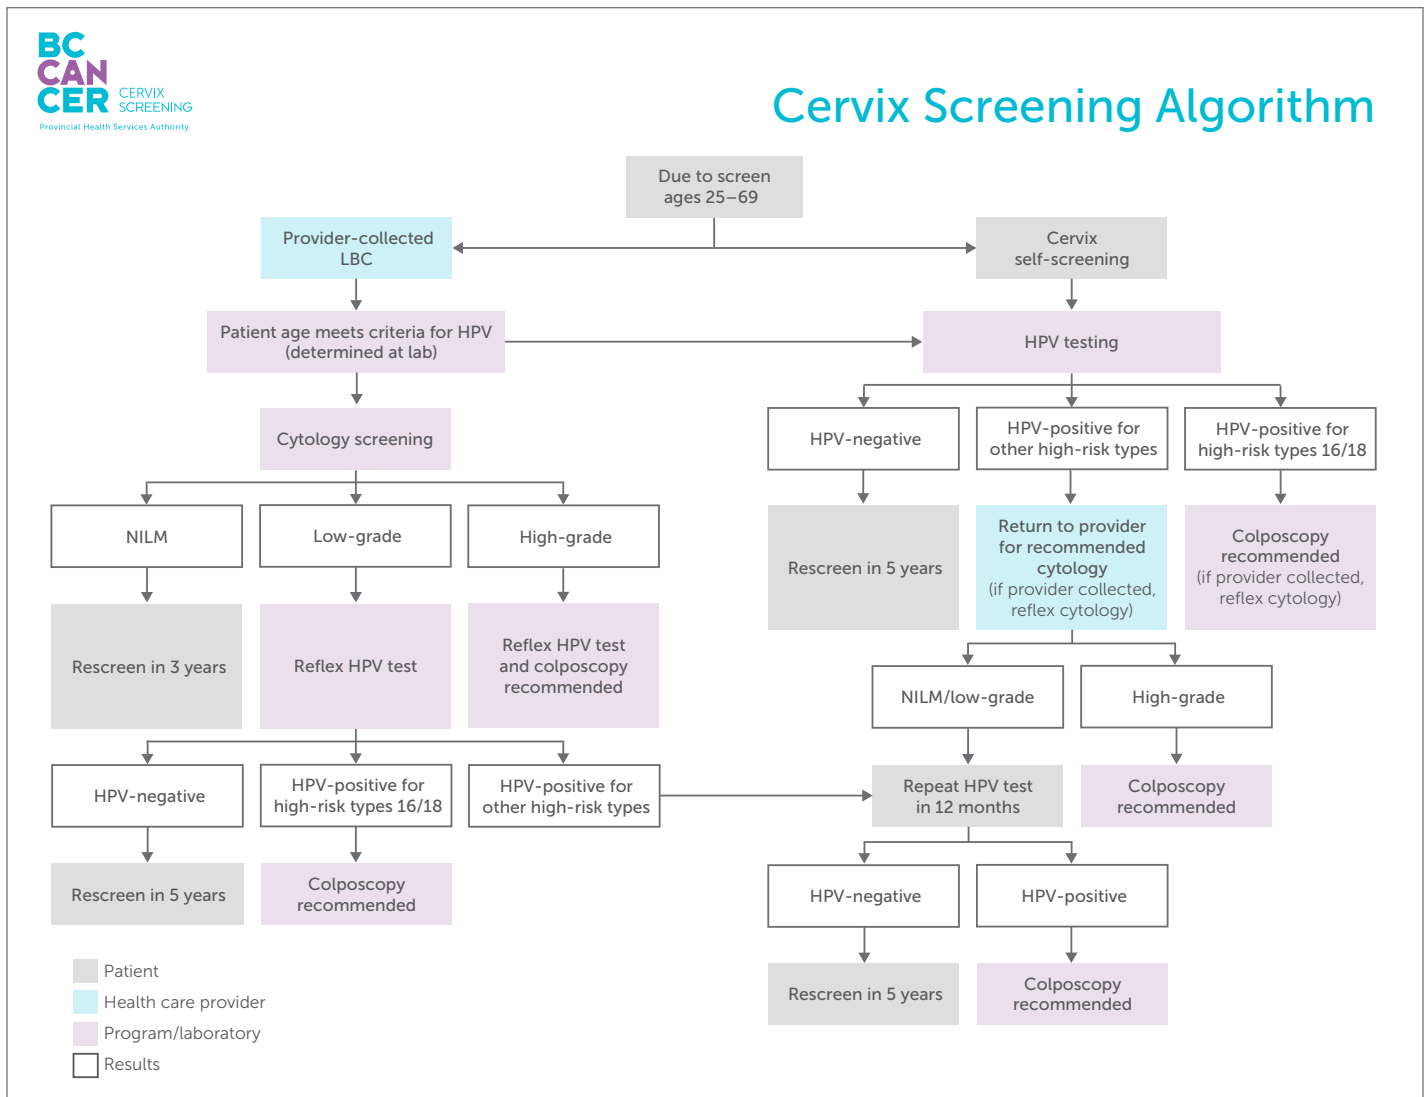 BC
CAN
CER
CERVIX
SCREENING
Provincial Health Services Authority
Cervix Screening Algorithm
Due to screen
ages 25–69
Provider-collected
LBC
Cervix
self-screening
Patient age meets criteria for HPV
(determined at lab)
HPV testing
Cytology screening
HPV-negative
HPV-positive for
other high-risk types
HPV-positive for
high-risk types 16/18
NILM
Low-grade
High-grade
Rescreen in 5 years
Return to provider
for recommended
cytology
(if provider collected,
reflex cytology)
Colposcopy
recommended
(if provider collected,
reflex cytology)
Rescreen in 3 years
Reflex HPV test
Reflex HPV test
and colposcopy
recommended
NILM/low-grade
High-grade
HPV-negative
HPV-positive for
high-risk types 16/18
HPV-positive for
other high-risk types
Repeat HPV test
in 12 months
Colposcopy
recommended
Rescreen in 5 years
Colposcopy
recommended
HPV-negative
HPV-positive
Rescreen in 5 years
Colposcopy
recommended
Patient
Health care provider
Program/laboratory
Results